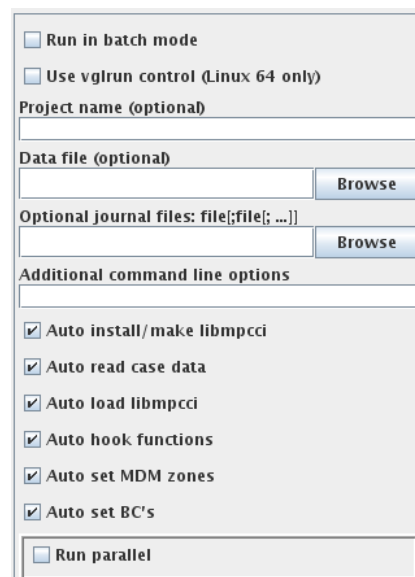 Run in batch mode
Use vglrun control (Linux 64 only)
Project name (optional)
Data file (optional)
Browse
Optional journal files: file[;file[; ...]]
Browse
Additional command line options
Auto install/make libmpcci
Auto read case data
Auto load libmpcci
Auto hook functions
Auto set MDM zones
Auto set BC's
Run parallel